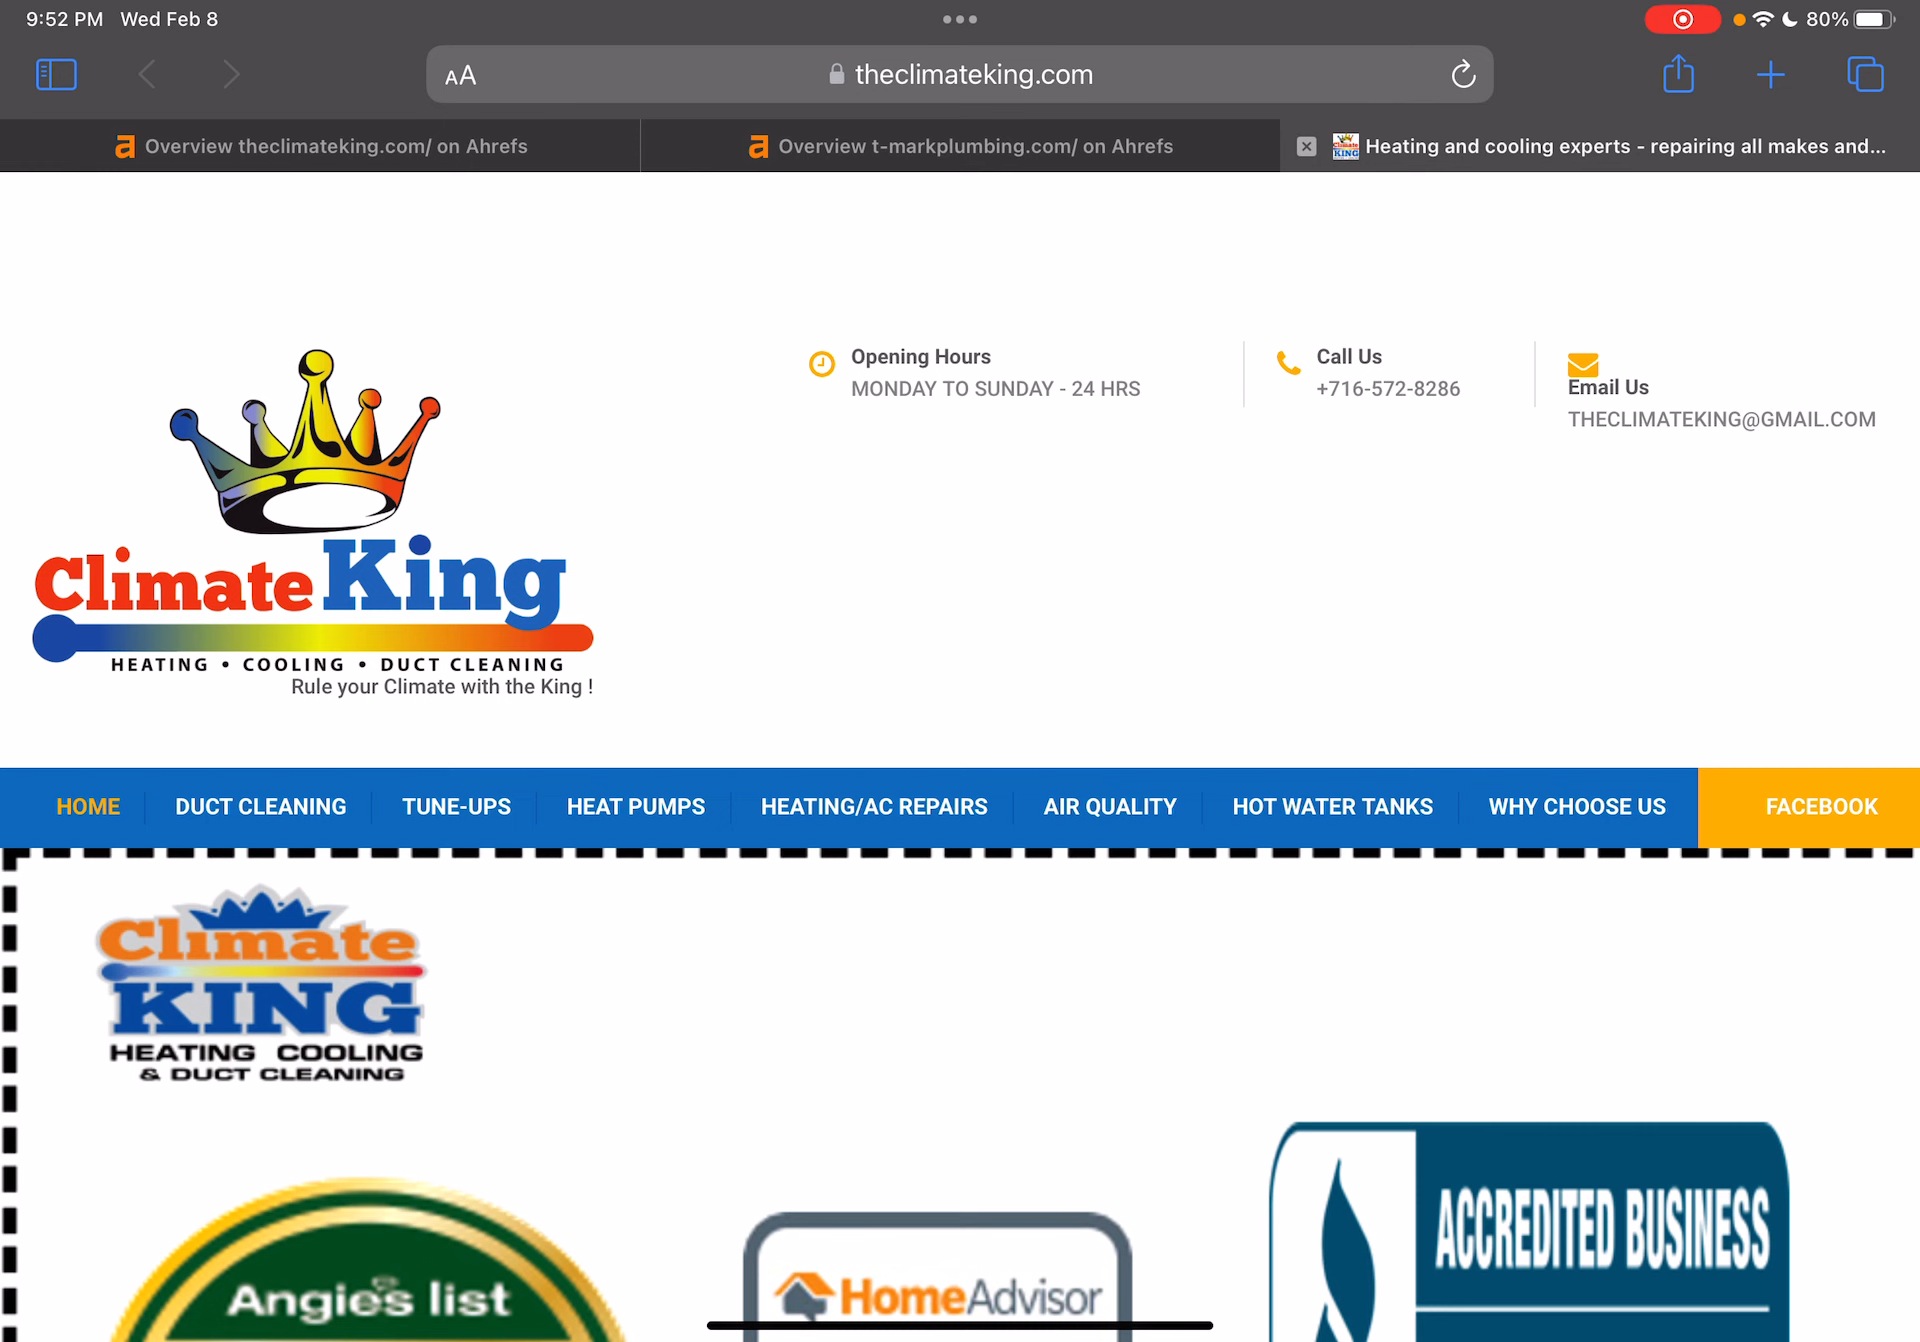 9:52 PM Wed Feb 8
80%
AA
theclimateking.com
Overview theclimateking.com/ on Ahrefs
Overview t-markplumbing.com/ on Ahrefs
Heating and cooling experts - repairing all makes and...
Opening Hours
MONDAY TO SUNDAY - 24 HRS
Call Us
+716-572-8286
Email Us
THECLIMATEKING@GMAIL.COM
Climate King
HEATING • COOLING • DUCT CLEANING
Rule your Climate with the King !
HOME
DUCT CLEANING
TUNE-UPS
HEAT PUMPS
HEATING/AC REPAIRS
AIR QUALITY
HOT WATER TANKS
WHY CHOOSE US
FACEBOOK
Climate
KING
HEATING COOLING
& DUCT CLEANING
Angie's list
HomeAdvisor
ACCREDITED BUSINESS